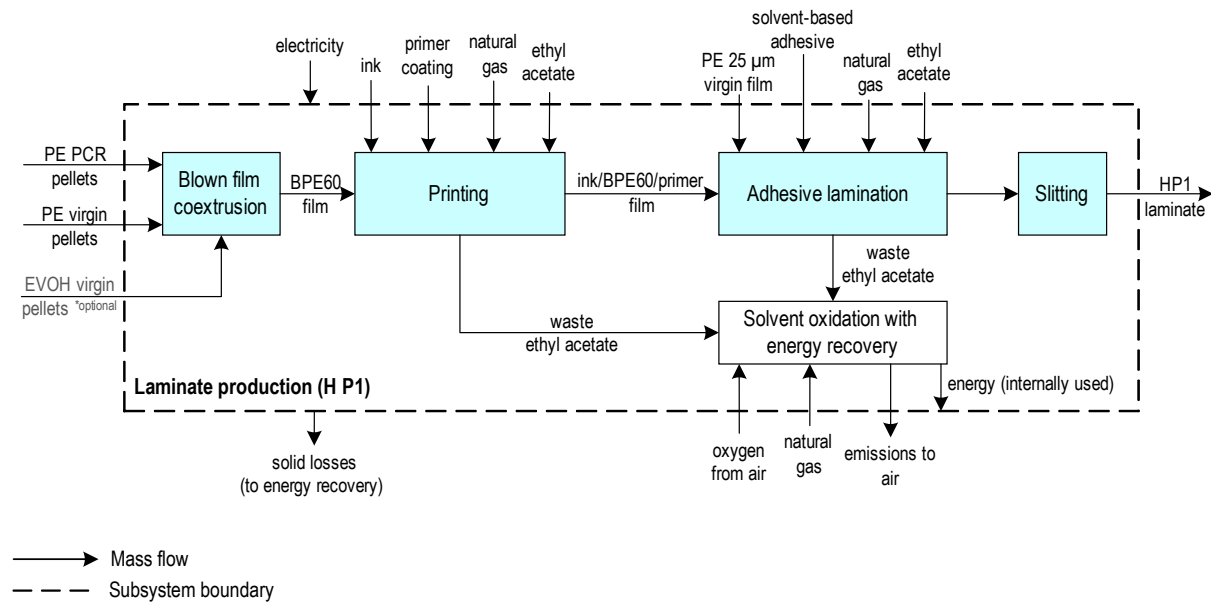 electricity
ink
primer
coating
natural
gas
ethyl
acetate
solvent-based
adhesive
PE 25 µm
virgin film
natural
gas
ethyl
acetate
PE PCR
pellets
PE virgin
pellets
EVOH virgin
pellets *optional
Blown film
coextrusion
BPE60
film
Printing
ink/BPE60/primer
film
Adhesive lamination
Slitting
HP1
laminate
waste
ethyl acetate
waste
ethyl acetate
Solvent oxidation with
energy recovery
Laminate production (H P1)
energy (internally used)
solid losses
(to energy recovery)
oxygen
from air
natural
gas
emissions to
air
Mass flow
Subsystem boundary